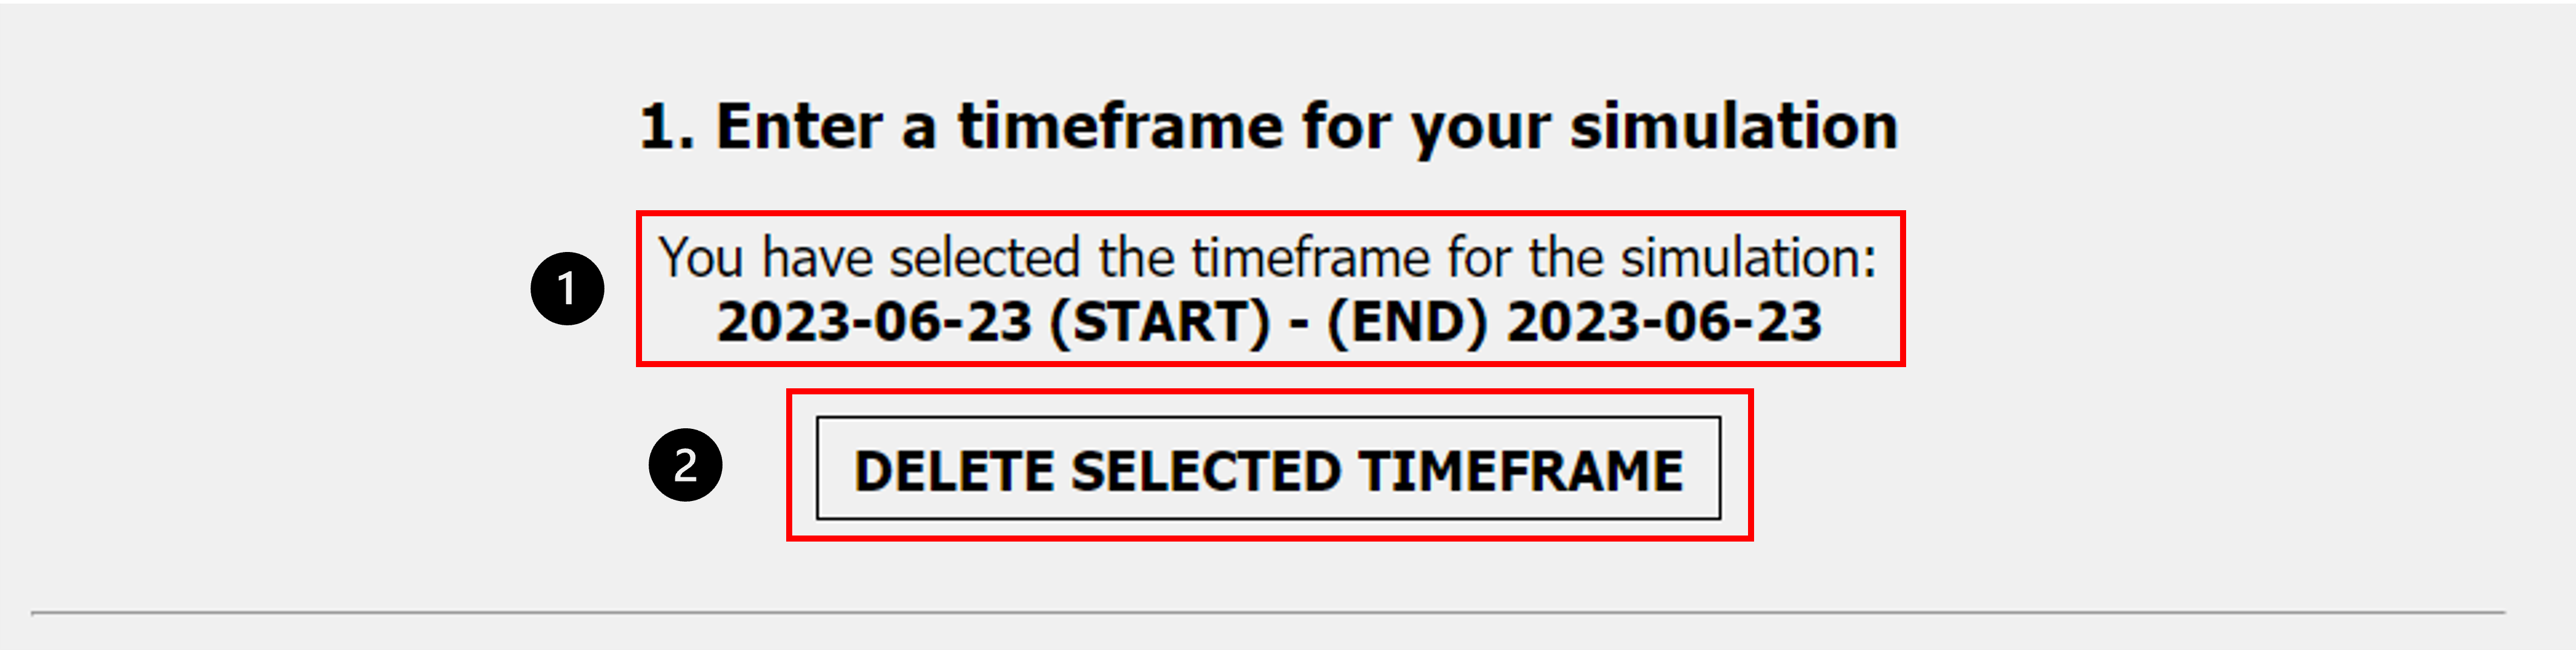 1. Enter a timeframe for your simulation
1
You have selected the timeframe for the simulation:
2023-06-23 (START) - (END) 2023-06-23
2
DELETE SELECTED TIMEFRAME